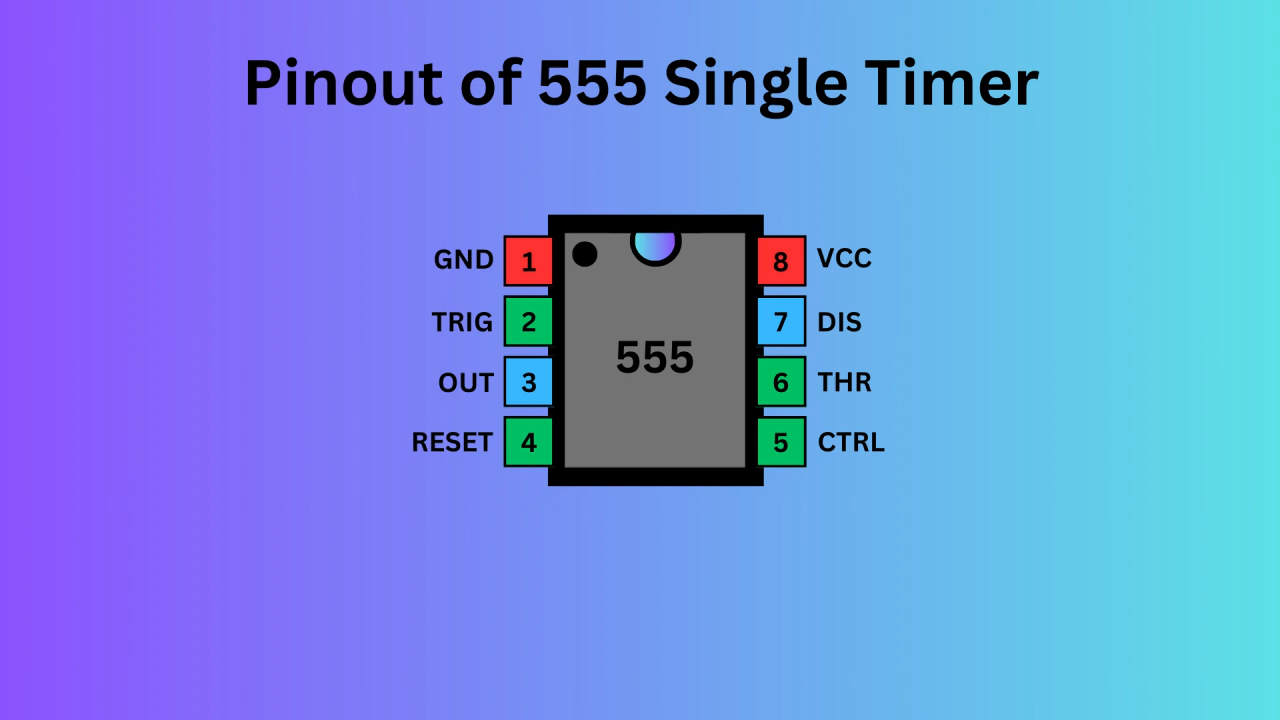 Pinout of 555 Single Timer
GND 1 8 VCC
TRIG 2 7 DIS
555
OUT 3 6 THR
RESET 4 5 CTRL